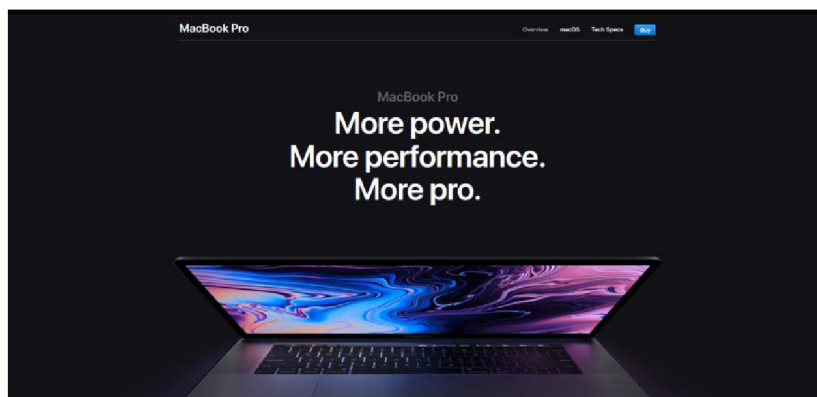 MacBook Pro
Overview macOS Tech Specs Buy
MacBook Pro
More power.
More performance.
More pro.